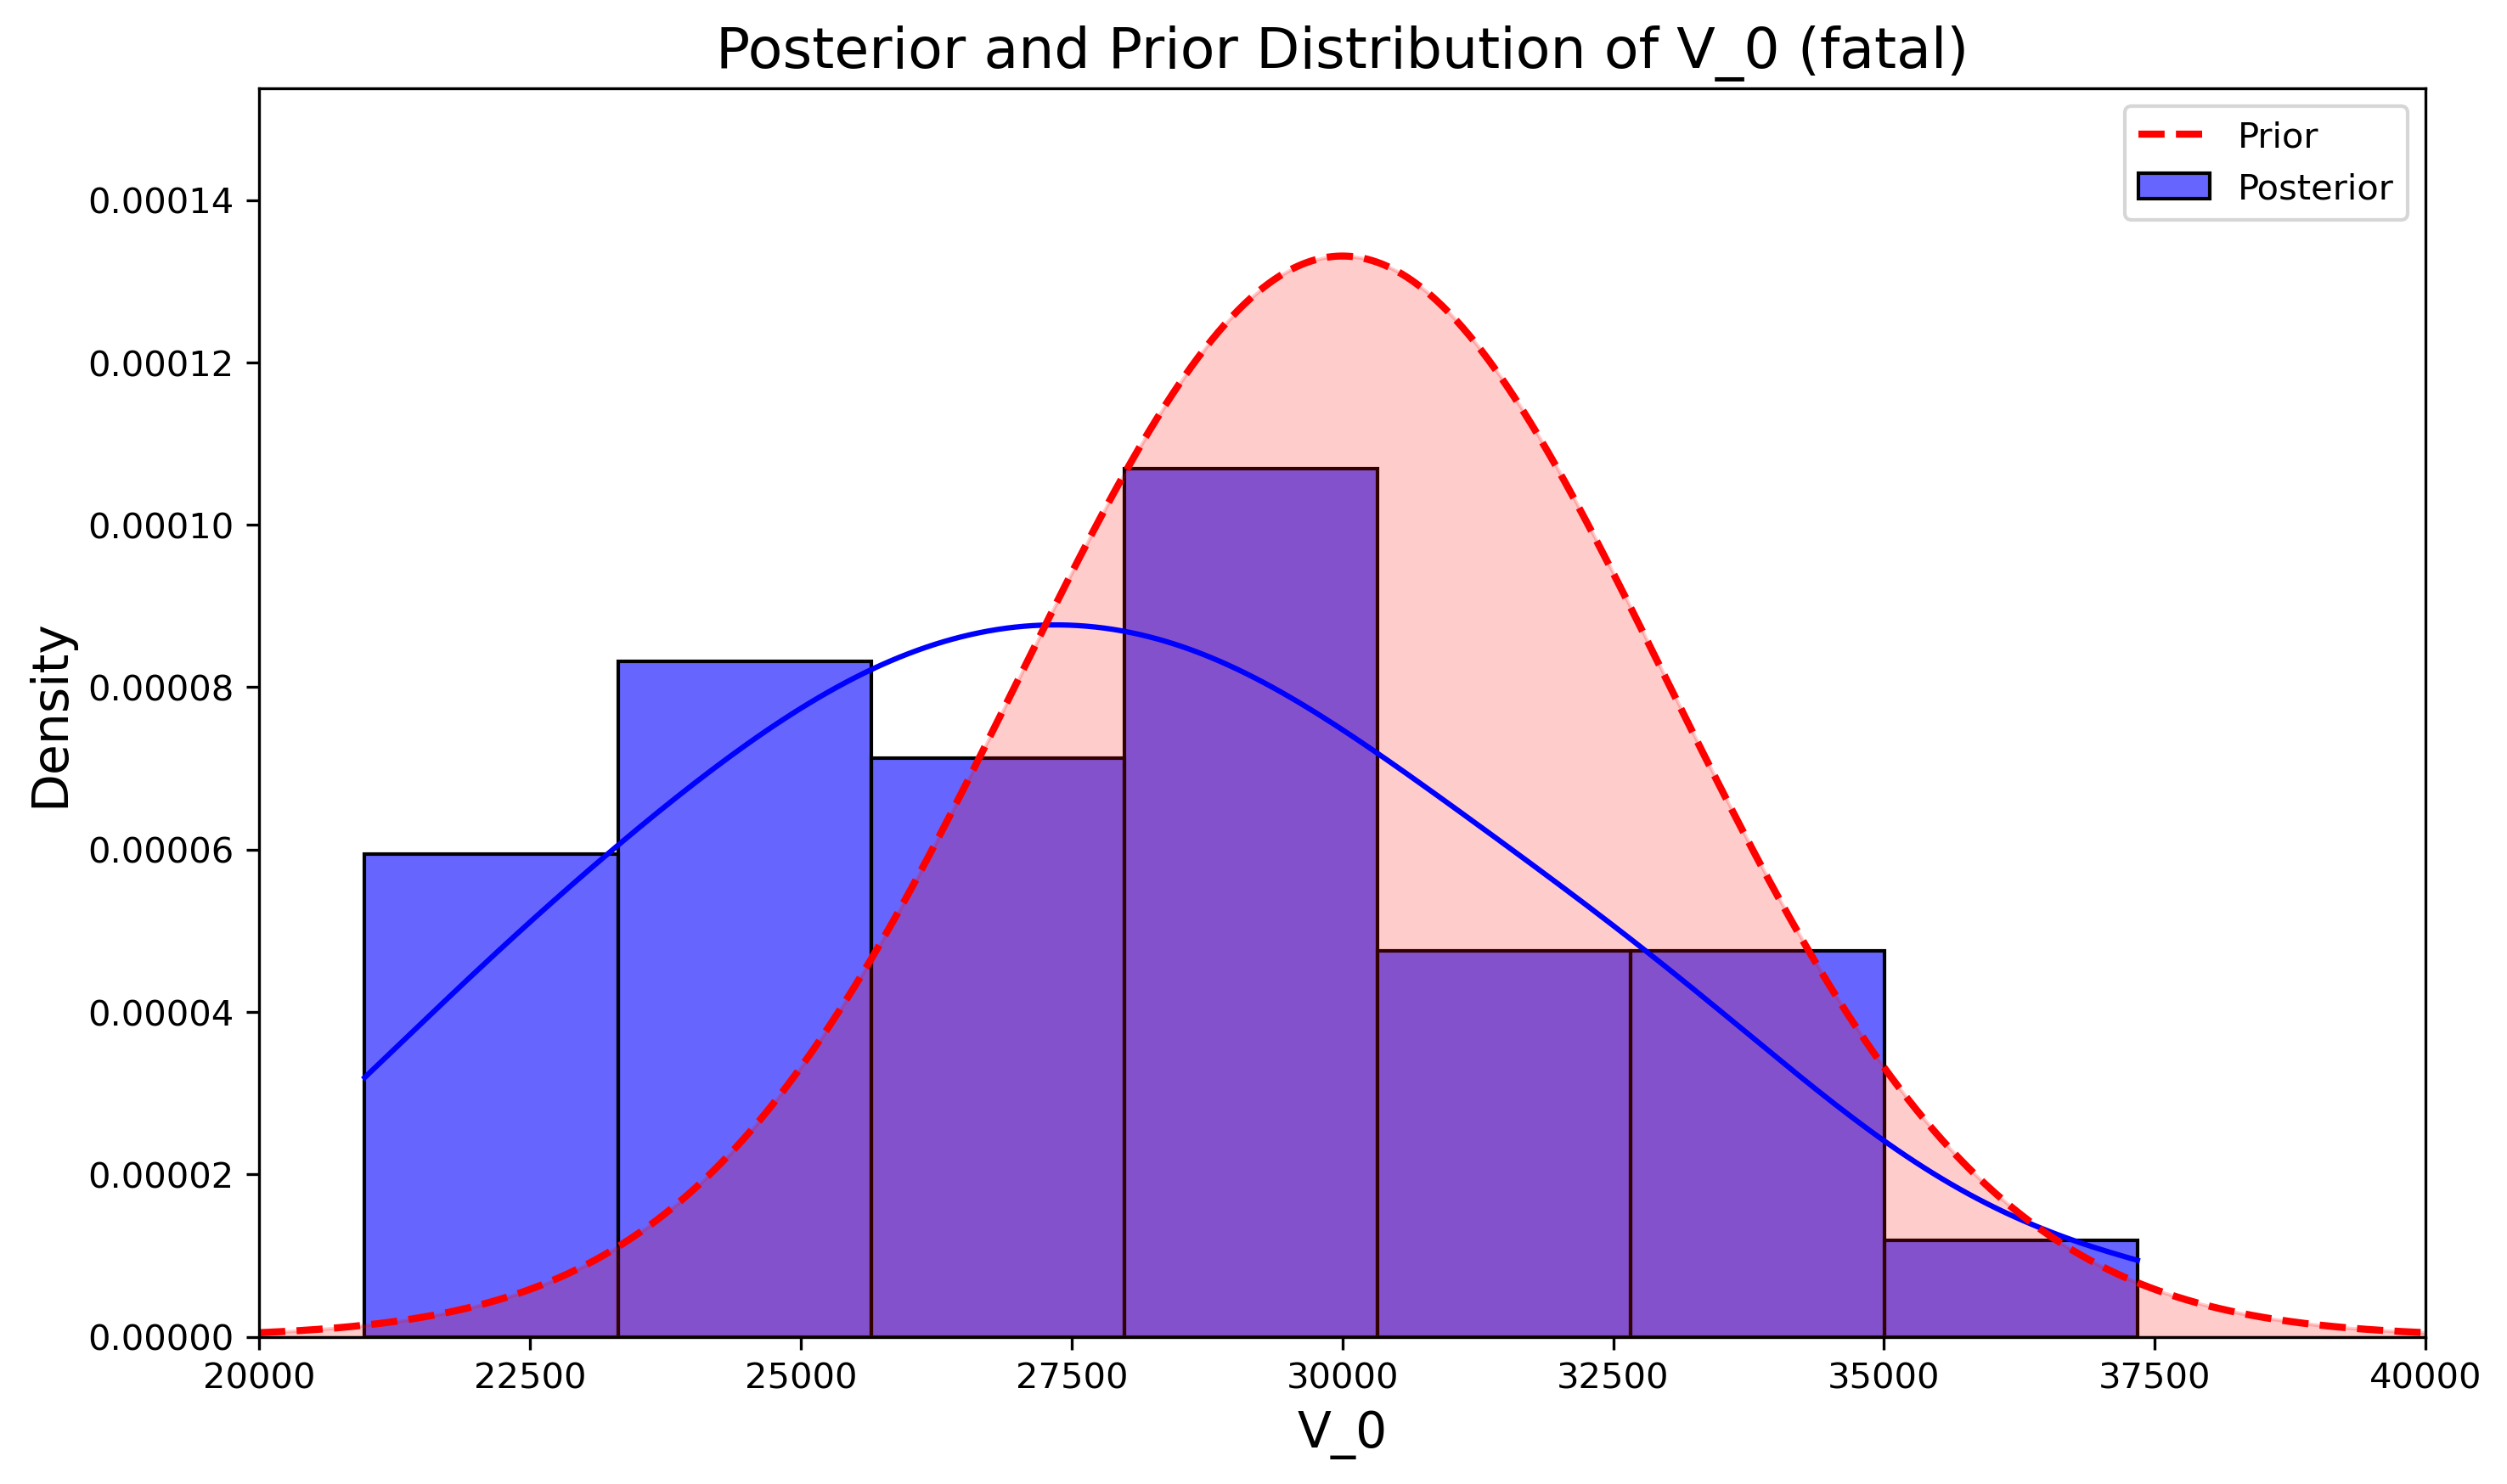 Posterior and Prior Distribution of V_0 (fatal)
Prior
Posterior
Density
0.00014
0.00012
0.00010
0.00008
0.00006
0.00004
0.00002
0.00000
20000 22500 25000 27500 30000 32500 35000 37500 40000
V_0